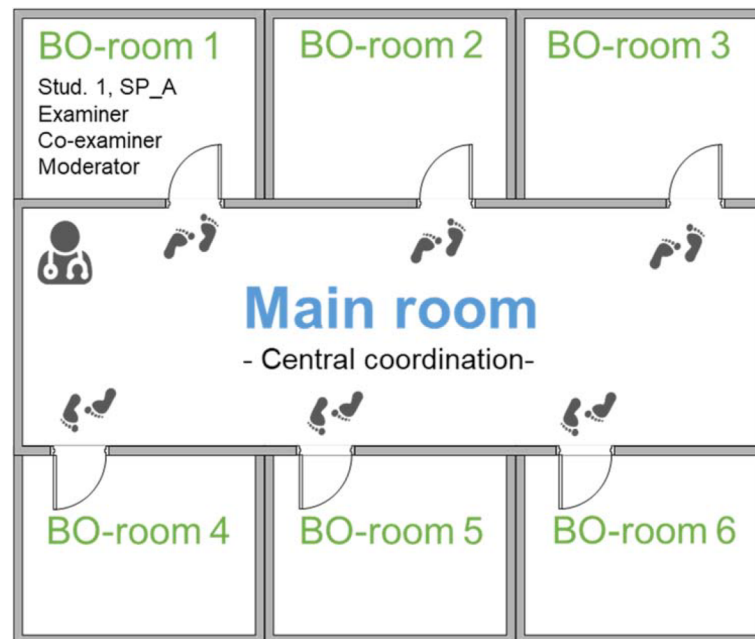 BO-room 1
Stud. 1, SP_A
Examiner
Co-examiner
Moderator
BO-room 2
BO-room 3
Main room
- Central coordination-
BO-room 4
BO-room 5
BO-room 6